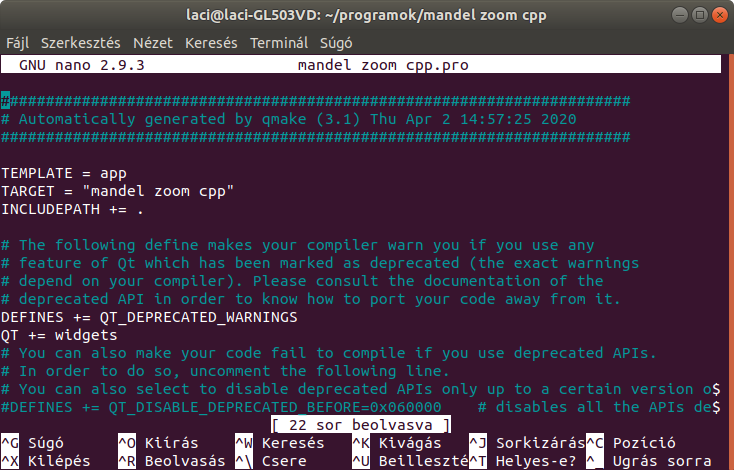 laci@laci-GL503VD: ~/programok/mandel zoom cpp
Fájl Szerkesztés Nézet Keresés Terminál Súgó
GNU nano 2.9.3 mandel zoom cpp.pro
######################################################################
# Automatically generated by qmake (3.1) Thu Apr 2 14:57:25 2020
######################################################################
TEMPLATE = app
TARGET = "mandel zoom cpp"
INCLUDEPATH += .
# The following define makes your compiler warn you if you use any
# feature of Qt which has been marked as deprecated (the exact warnings
# depend on your compiler). Please consult the documentation of the
# deprecated API in order to know how to port your code away from it.
DEFINES += QT_DEPRECATED_WARNINGS
QT += widgets
# You can also make your code fail to compile if you use deprecated APIs.
# In order to do so, uncomment the following line.
# You can also select to disable deprecated APIs only up to a certain version o$
#DEFINES += QT_DISABLE_DEPRECATED_BEFORE=0x060000 # disables all the APIs de$
[ 22 sor beolvasva ]
^G Súgó ^O Kiírás ^W Keresés ^K Kivágás ^J Sorkizárás ^C Pozíció
^X Kilépés ^R Beolvasás ^\ Csere ^U Beilleszté ^T Helyes-e? ^_ Ugrás sorra